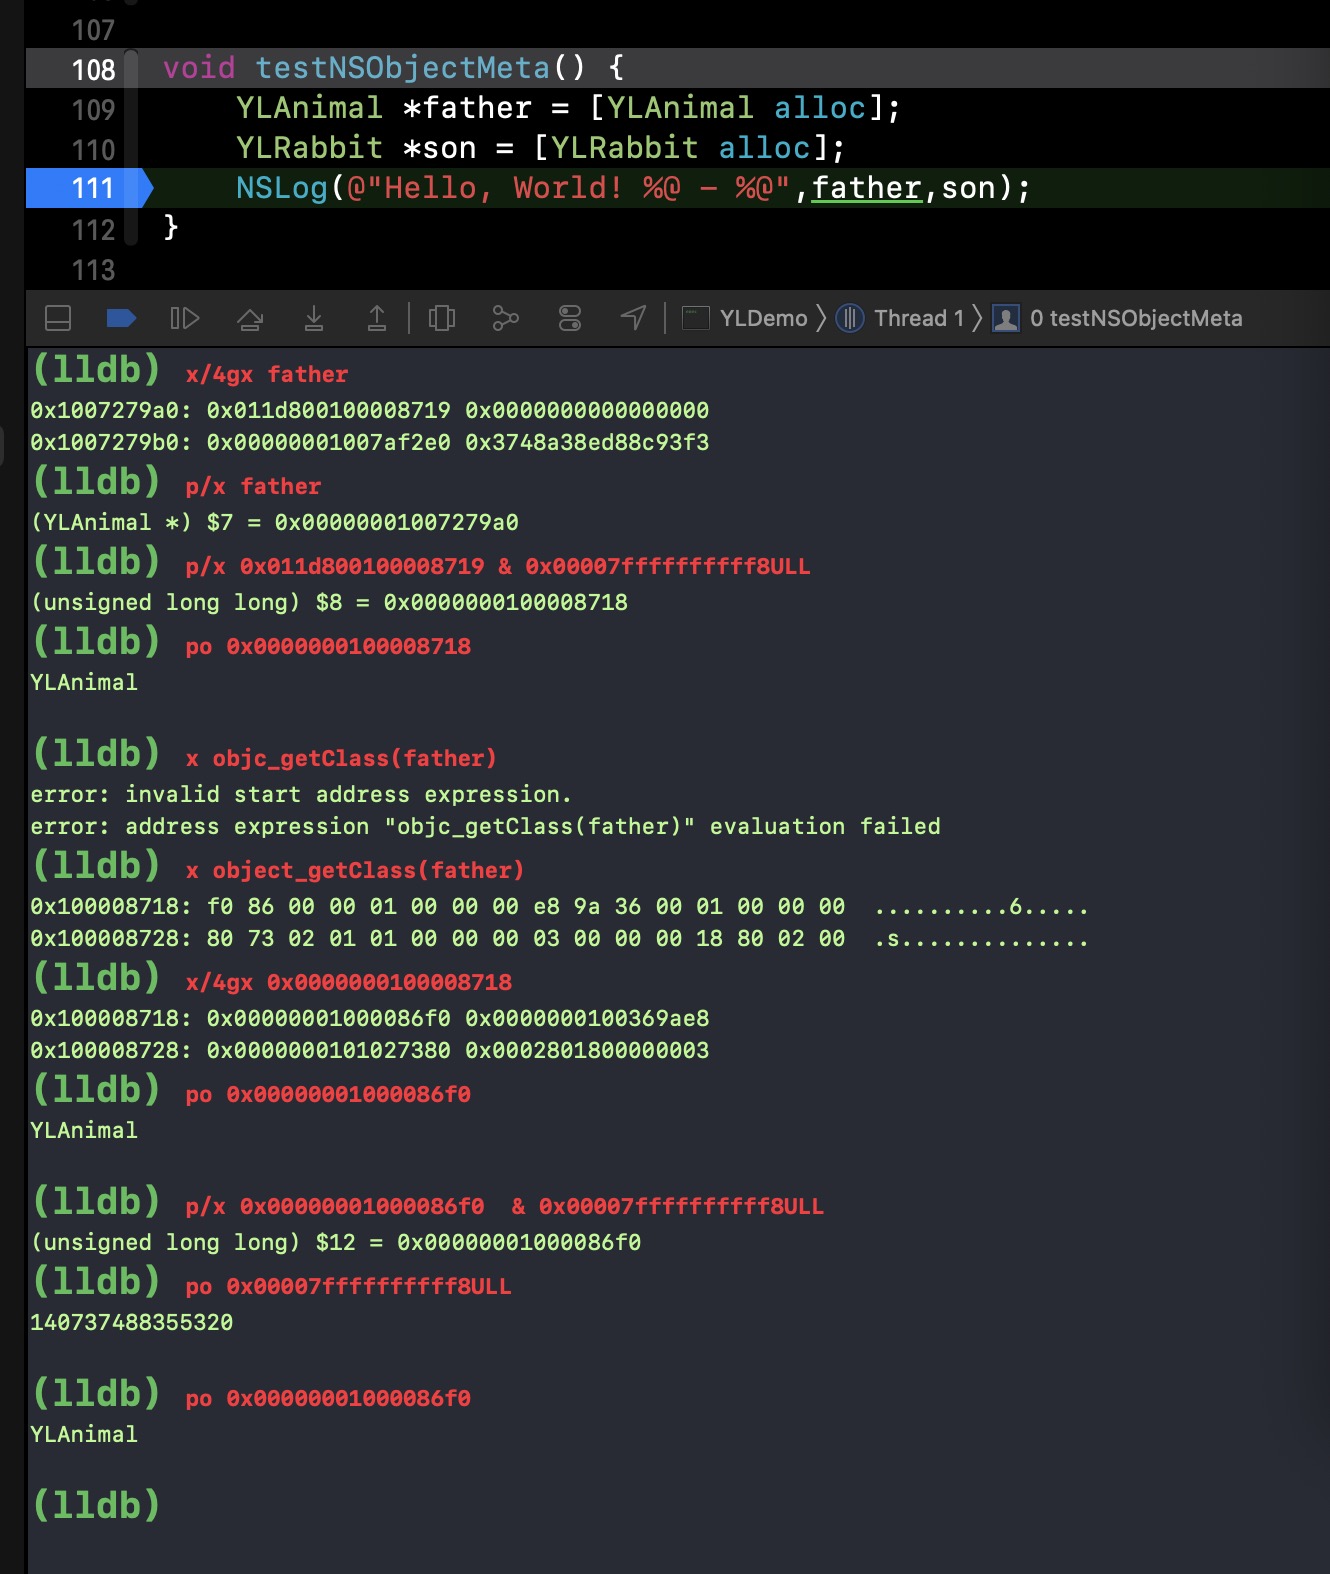 107
108 void testNSObjectMeta() {
109 YLAnimal *father = [YLAnimal alloc];
110 YLRabbit *son = [YLRabbit alloc];
111 NSLog(@"Hello, World! %@ - %@",father,son);
112 }
113
YLDemo Thread 1 0 testNSObjectMeta
(lldb) x/4gx father
0x1007279a0: 0x011d800100008719 0x0000000000000000
0x1007279b0: 0x00000001007af2e0 0x3748a38ed88c93f3
(lldb) p/x father
(YLAnimal *) $7 = 0x00000001007279a0
(lldb) p/x 0x011d800100008719 & 0x00007ffffffffff8ULL
(unsigned long long) $8 = 0x0000000100008718
(lldb) po 0x0000000100008718
YLAnimal
(lldb) x objc_getClass(father)
error: invalid start address expression.
error: address expression "objc_getClass(father)" evaluation failed
(lldb) x object_getClass(father)
0x100008718: f0 86 00 00 01 00 00 00 e8 9a 36 00 01 00 00 00 ..........6.....
0x100008728: 80 73 02 01 01 00 00 00 03 00 00 00 18 80 02 00 .s..............
(lldb) x/4gx 0x0000000100008718
0x100008718: 0x00000001000086f0 0x0000000100369ae8
0x100008728: 0x0000000101027380 0x0002801800000003
(lldb) po 0x00000001000086f0
YLAnimal
(lldb) p/x 0x00000001000086f0 & 0x00007ffffffffff8ULL
(unsigned long long) $12 = 0x00000001000086f0
(lldb) po 0x00007ffffffffff8ULL
140737488355320
(lldb) po 0x00000001000086f0
YLAnimal
(lldb)